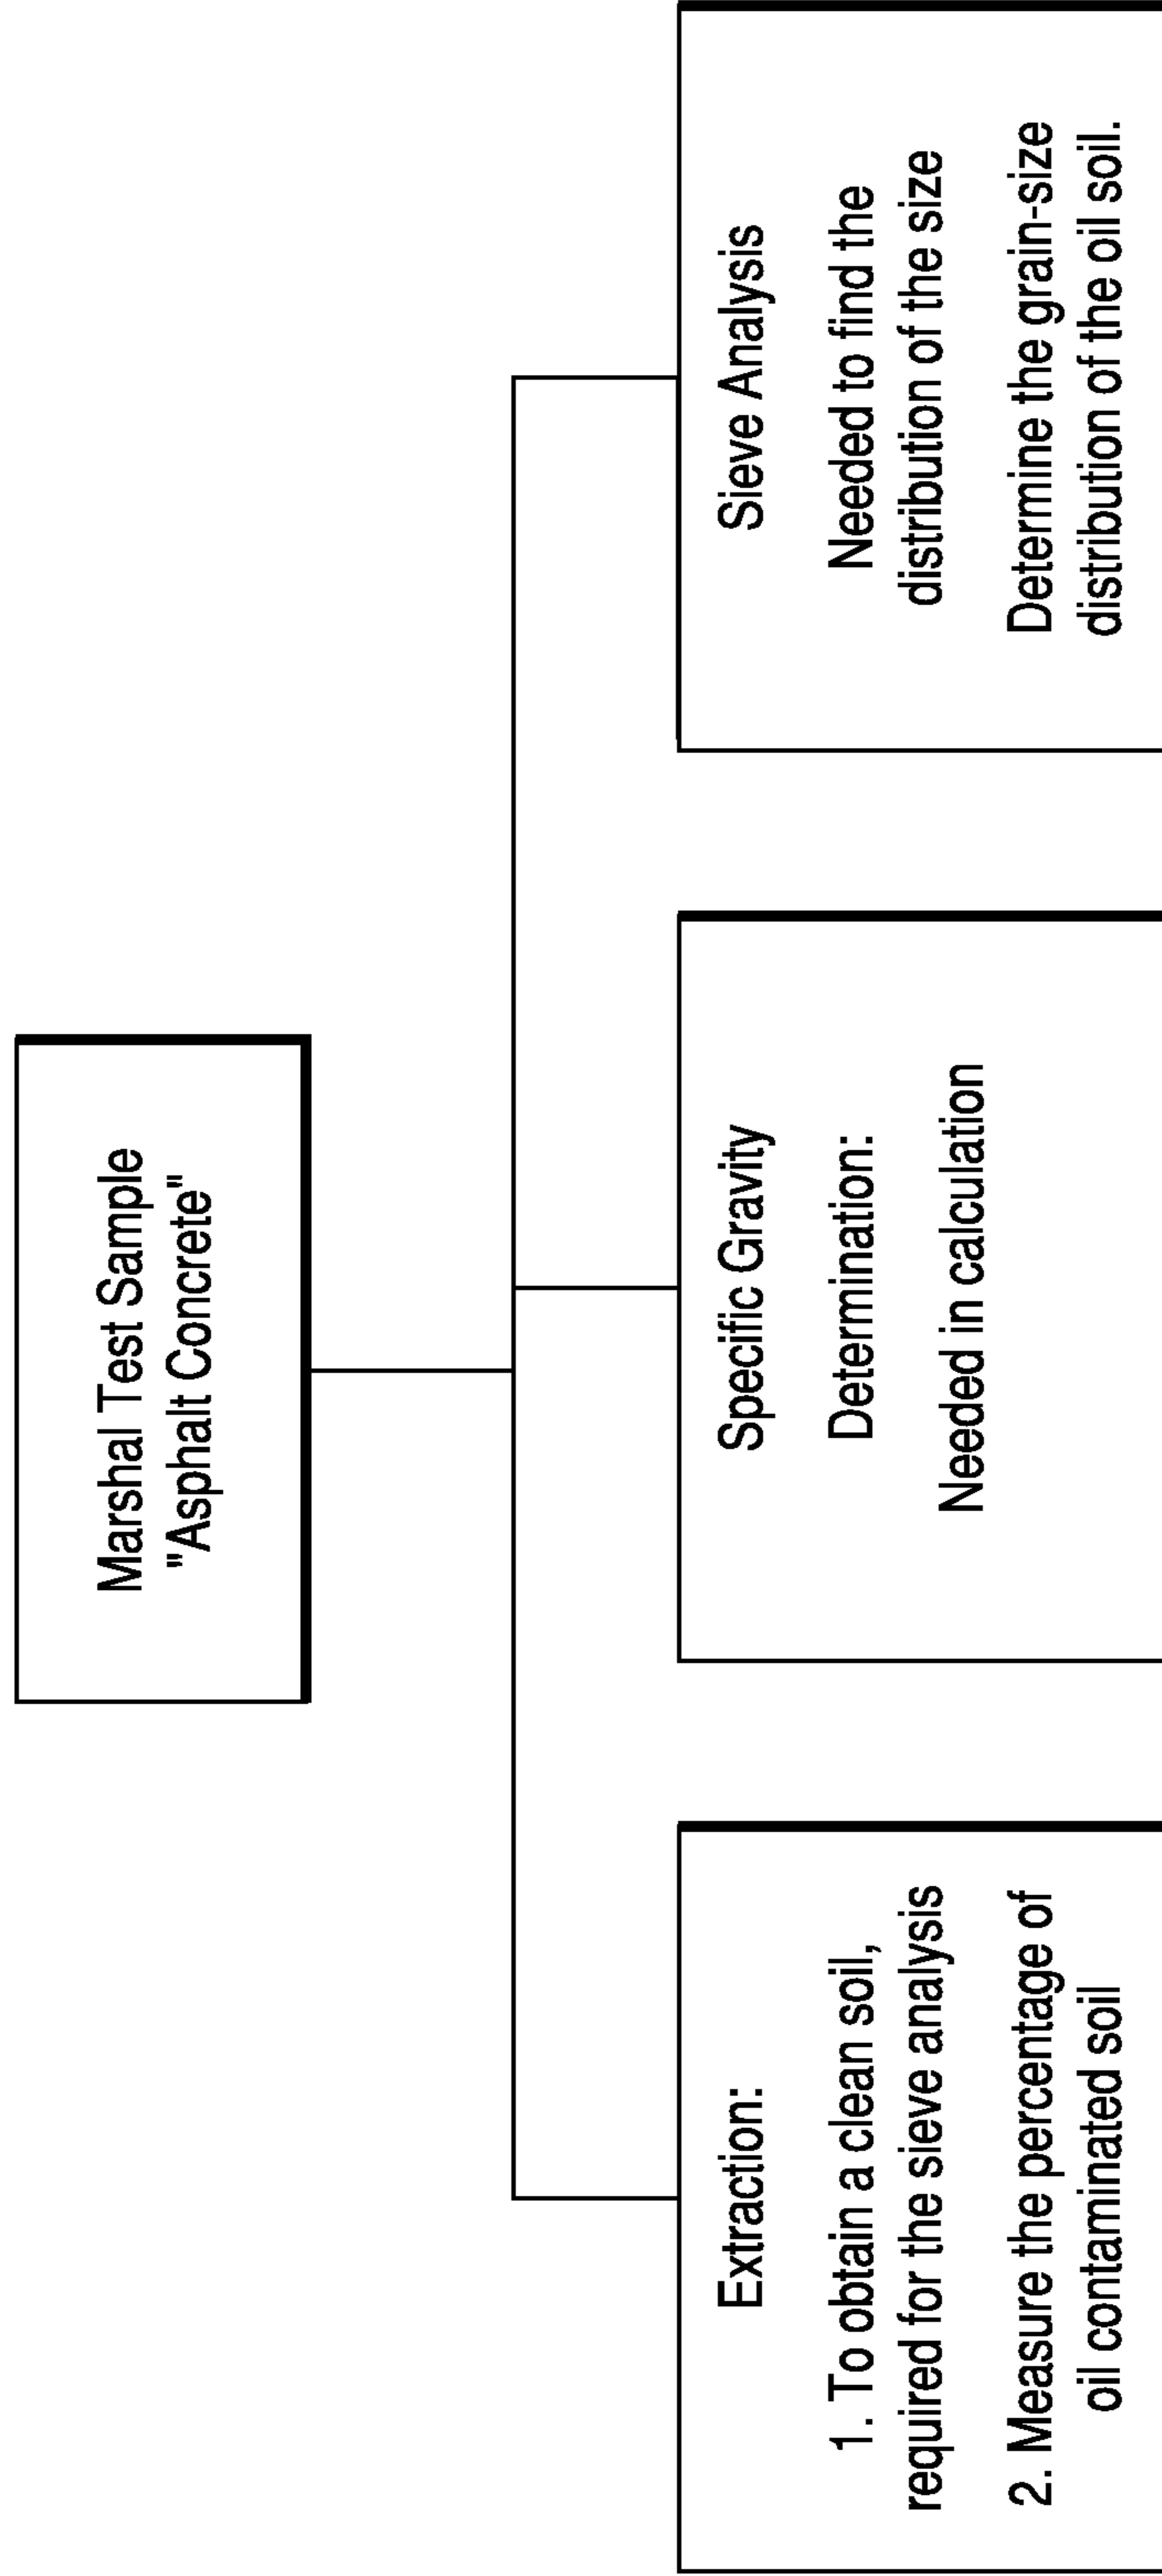 Marshal Test Sample
"Asphalt Concrete"
Extraction:
1. To obtain a clean soil,
required for the sieve analysis
2. Measure the percentage of
oil contaminated soil
Specific Gravity
Determination:
Needed in calculation
Sieve Analysis
Needed to find the
distribution of the size
Determine the grain-size
distribution of the oil soil.